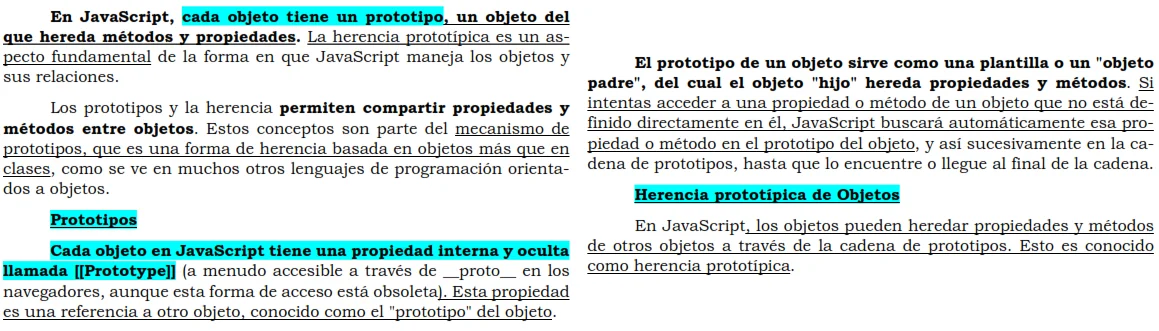 En JavaScript, cada objeto tiene un prototipo, un objeto del
que hereda métodos y propiedades. La herencia prototípica es un as-
pecto fundamental de la forma en que JavaScript maneja los objetos y
sus relaciones.
Los prototipos y la herencia permiten compartir propiedades y
métodos entre objetos. Estos conceptos son parte del mecanismo de
prototipos, que es una forma de herencia basada en objetos más que en
clases, como se ve en muchos otros lenguajes de programación orienta-
dos a objetos.
Prototipos
Cada objeto en JavaScript tiene una propiedad interna y oculta
llamada [[Prototype]] (a menudo accesible a través de __proto__ en los
navegadores, aunque esta forma de acceso está obsoleta). Esta propiedad
es una referencia a otro objeto, conocido como el "prototipo" del objeto.
El prototipo de un objeto sirve como una plantilla o un "objeto
padre", del cual el objeto "hijo" hereda propiedades y métodos. Si
intentas acceder a una propiedad o método de un objeto que no está de-
finido directamente en él, JavaScript buscará automáticamente esa pro-
piedad o método en el prototipo del objeto, y así sucesivamente en la ca-
dena de prototipos, hasta que lo encuentre o llegue al final de la cadena.
Herencia prototípica de Objetos
En JavaScript, los objetos pueden heredar propiedades y métodos
de otros objetos a través de la cadena de prototipos. Esto es conocido
como herencia prototípica.